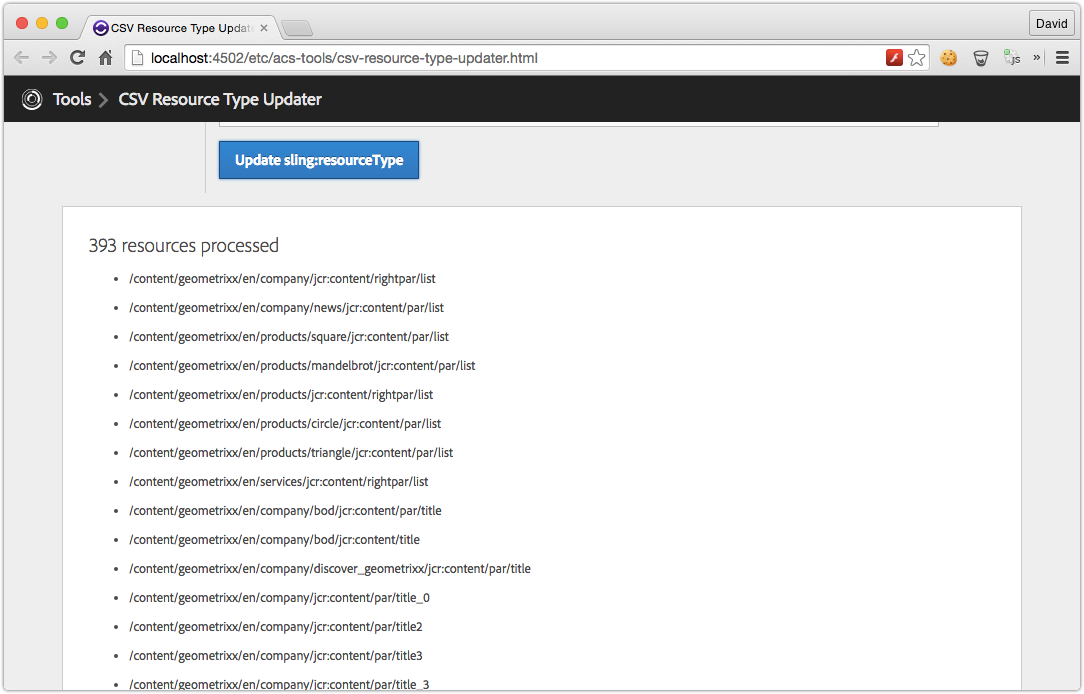 CSV Resource Type Updat
David
localhost:4502/etc/acs-tools/csv-resource-type-updater.html
js
»
Tools
CSV Resource Type Updater
Update sling:resourceType
393 resources processed
• /content/geometrixx/en/company/jcr:content/rightpar/list
• /content/geometrixx/en/company/news/jcr:content/par/list
• /content/geometrixx/en/products/square/jcr:content/par/list
• /content/geometrixx/en/products/mandelbrot/jcr:content/par/list
• /content/geometrixx/en/products/jcr:content/rightpar/list
• /content/geometrixx/en/products/circle/jcr:content/par/list
• /content/geometrixx/en/products/triangle/jcr:content/par/list
• /content/geometrixx/en/services/jcr:content/rightpar/list
• /content/geometrixx/en/company/bod/jcr:content/par/title
• /content/geometrixx/en/company/bod/jcr:content/title
• /content/geometrixx/en/company/discover_geometrixx/jcr:content/par/title
• /content/geometrixx/en/company/jcr:content/par/title_0
• /content/geometrixx/en/company/jcr:content/par/title2
• /content/geometrixx/en/company/jcr:content/par/title3
• /content/geometrixx/en/company/jcr:content/par/title_3